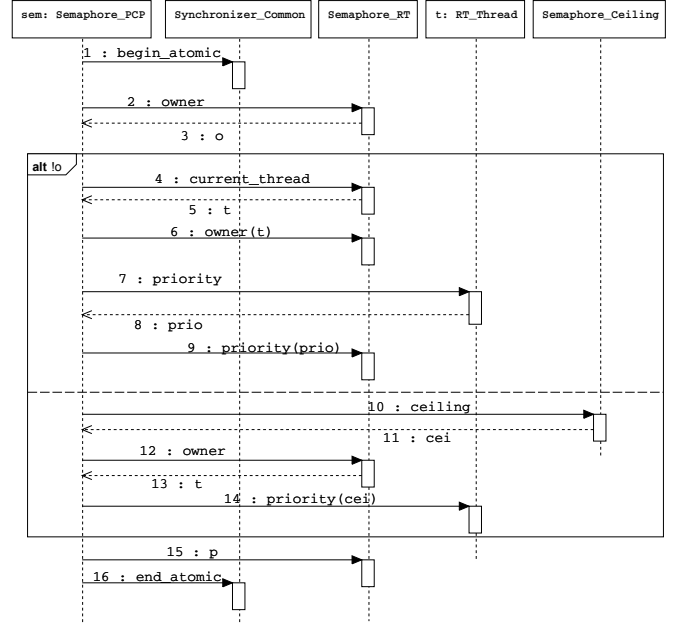 sem: Semaphore_PCP
Synchronizer_Common
Semaphore_RT
t: RT_Thread
Semaphore_Ceiling
1 : begin_atomic
2 : owner
3 : o
alt !o
4 : current_thread
5 : t
6 : owner(t)
7 : priority
8 : prio
9 : priority(prio)
10 : ceiling
11 : cei
12 : owner
13 : t
14 : priority(cei)
15 : p
16 : end_atomic